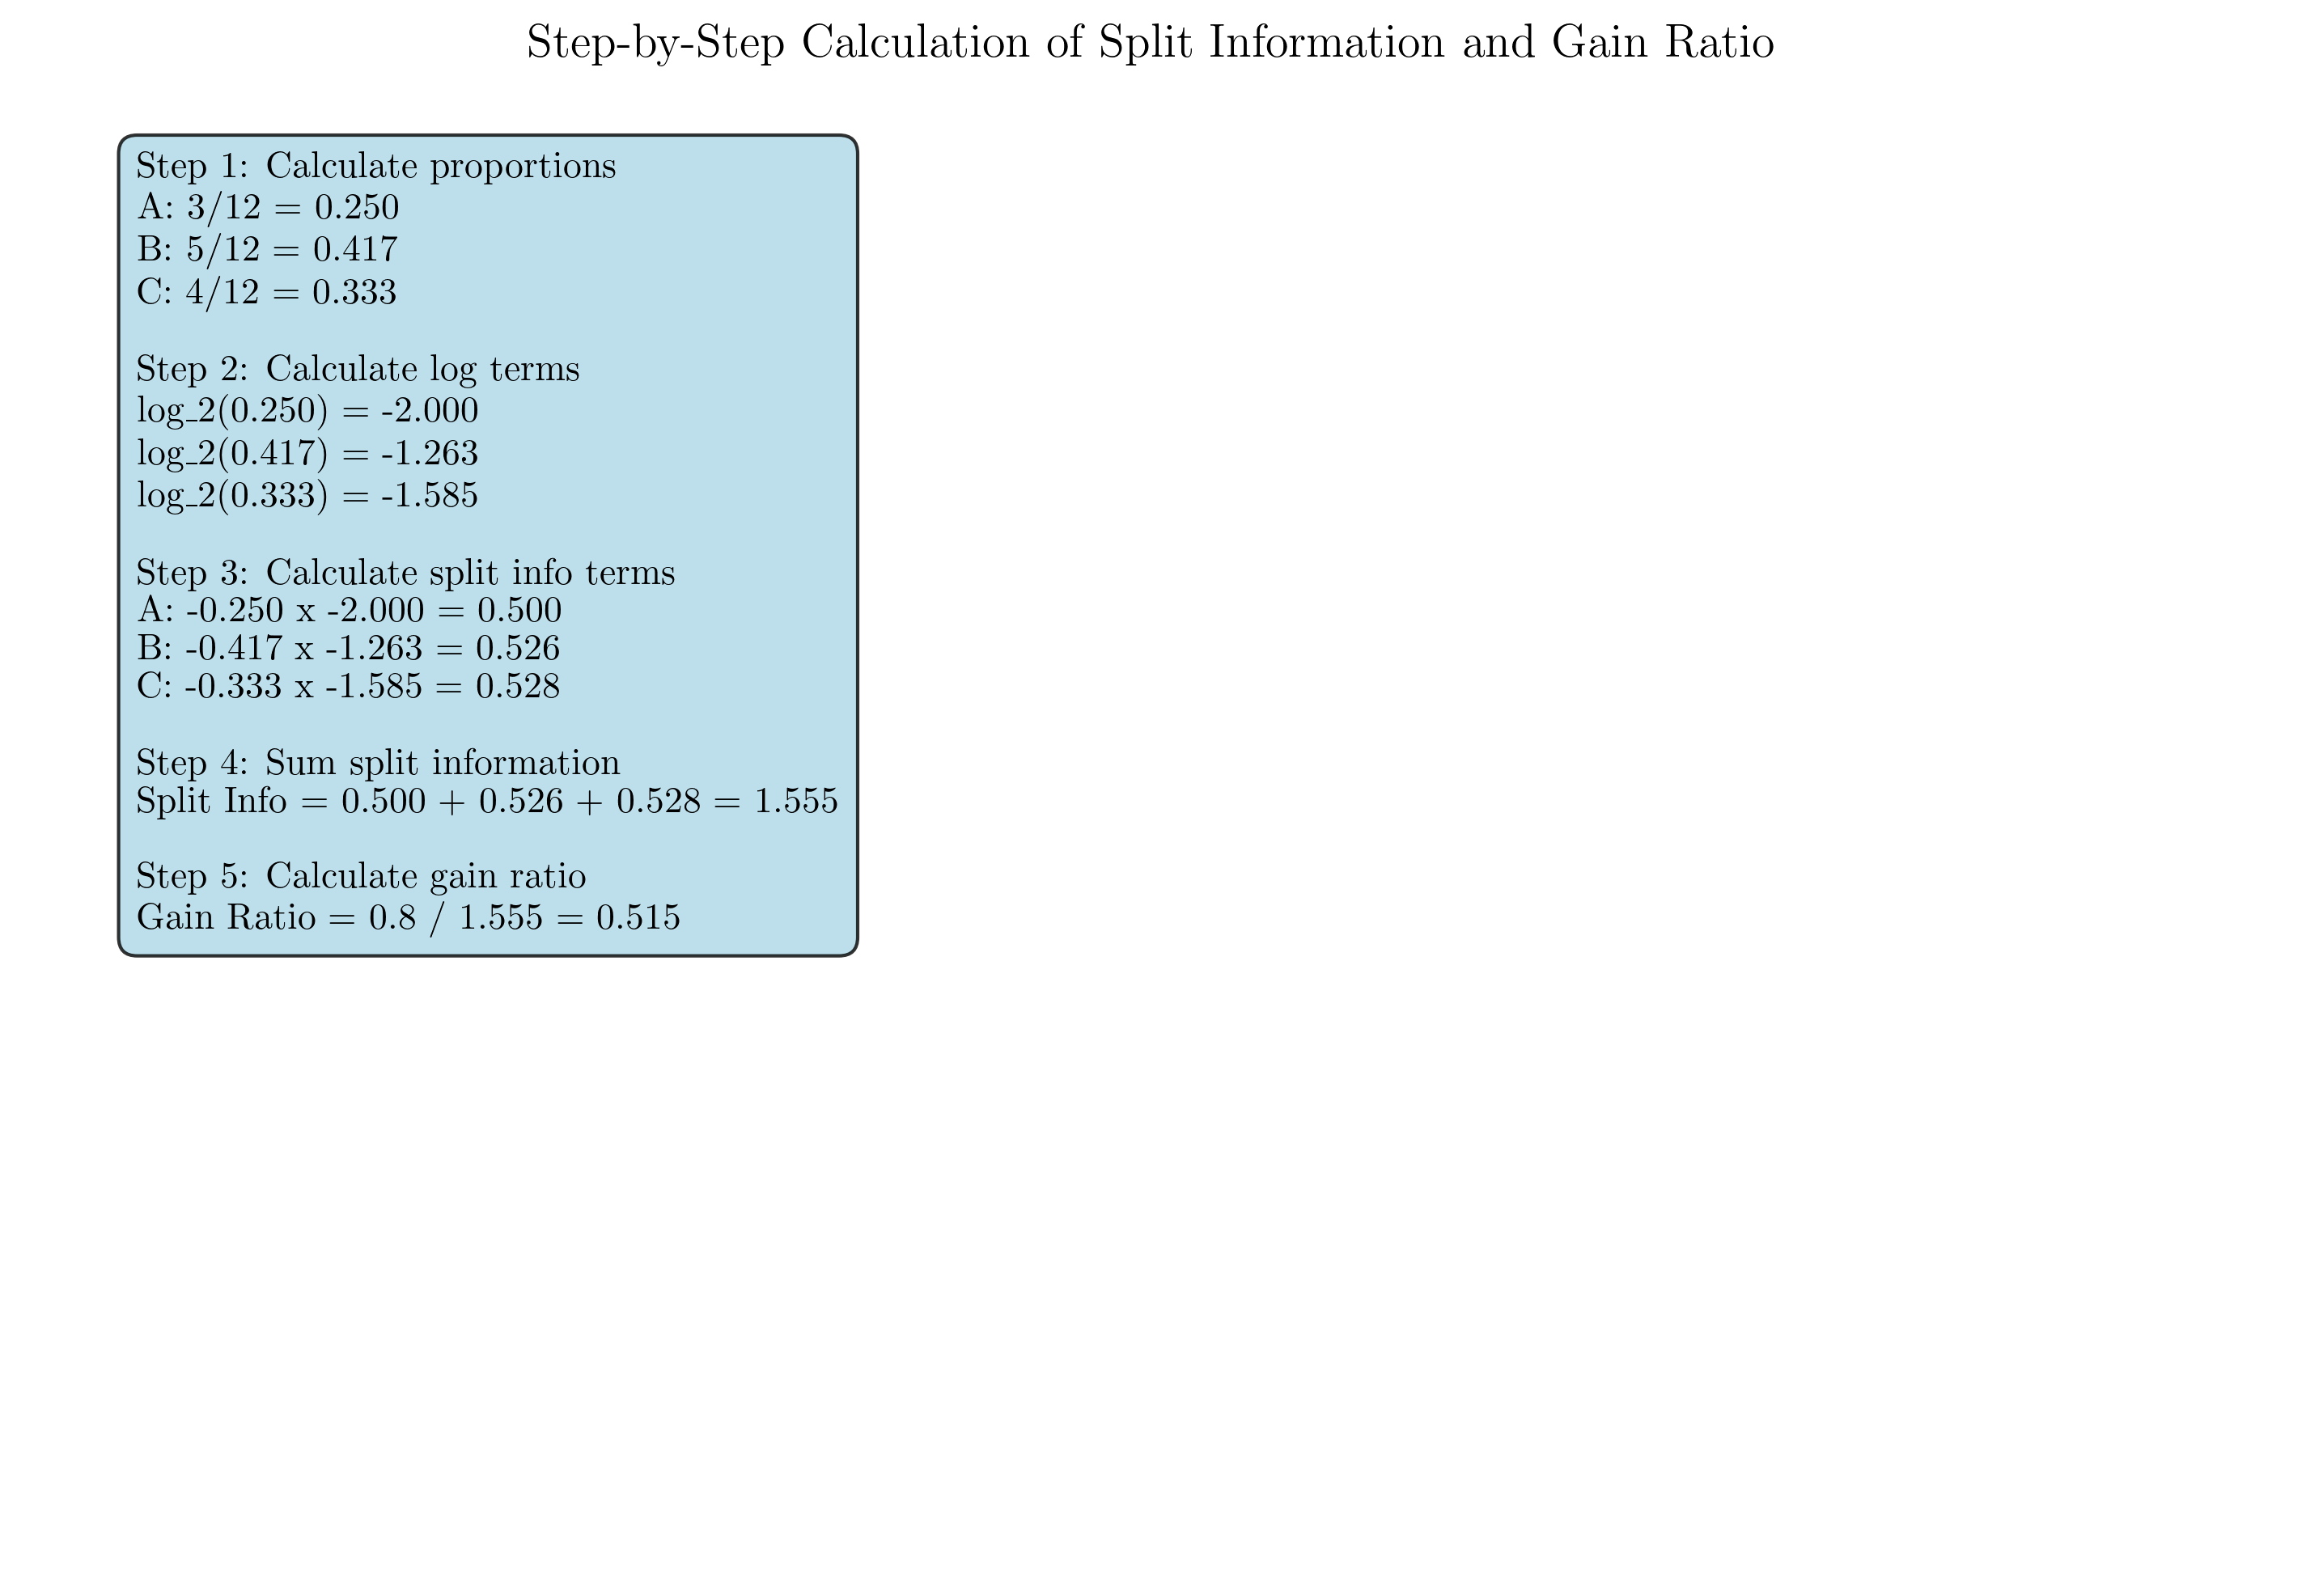 Step-by-Step Calculation of Split Information and Gain Ratio
Step 1: Calculate proportions
A: 3/12 = 0.250
B: 5/12 = 0.417
C: 4/12 = 0.333
Step 2: Calculate log terms
log_2(0.250) = -2.000
log_2(0.417) = -1.263
log_2(0.333) = -1.585
Step 3: Calculate split info terms
A: -0.250 x -2.000 = 0.500
B: -0.417 x -1.263 = 0.526
C: -0.333 x -1.585 = 0.528
Step 4: Sum split information
Split Info = 0.500 + 0.526 + 0.528 = 1.555
Step 5: Calculate gain ratio
Gain Ratio = 0.8 / 1.555 = 0.515